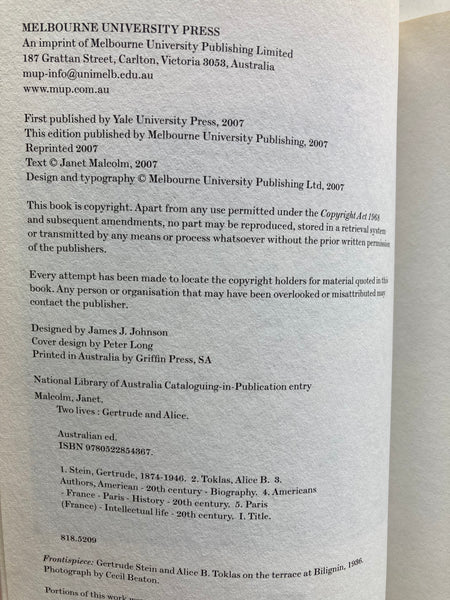 MELBOURNE UNIVERSITY PRESS
An imprint of Melbourne University Publishing Limited
187 Grattan Street, Carlton, Victoria 3053, Australia
mup-info@unimelb.edu.au
www.mup.com.au
First published by Yale University Press, 2007
This edition published by Melbourne University Publishing, 2007
Reprinted 2007
Text © Janet Malcolm, 2007
Design and typography © Melbourne University Publishing Ltd, 2007
This book is copyright. Apart from any use permitted under the Copyright Act 1968
and subsequent amendments, no part may be reproduced, stored in a retrieval system
or transmitted by any means or process whatsoever without the prior written permission
of the publishers.
Every attempt has been made to locate the copyright holders for material quoted in this
book. Any person or organisation that may have been overlooked or misattributed may
contact the publisher.
Designed by James J. Johnson
Cover design by Peter Long
Printed in Australia by Griffin Press, SA
National Library of Australia Cataloguing-in-Publication entry
Malcolm, Janet.
Two lives : Gertrude and Alice.
Australian ed.
ISBN 9780522854367.
1. Stein, Gertrude, 1874-1946. 2. Toklas, Alice B. 3.
Authors, American - 20th century - Biography. 4. Americans
- France - Paris - History - 20th century. 5. Paris
(France) - Intellectual life - 20th century. I. Title.
818.5209
Frontispiece: Gertrude Stein and Alice B. Toklas on the terrace at Bilignin, 1936.
Photograph by Cecil Beaton.
Portions of this work